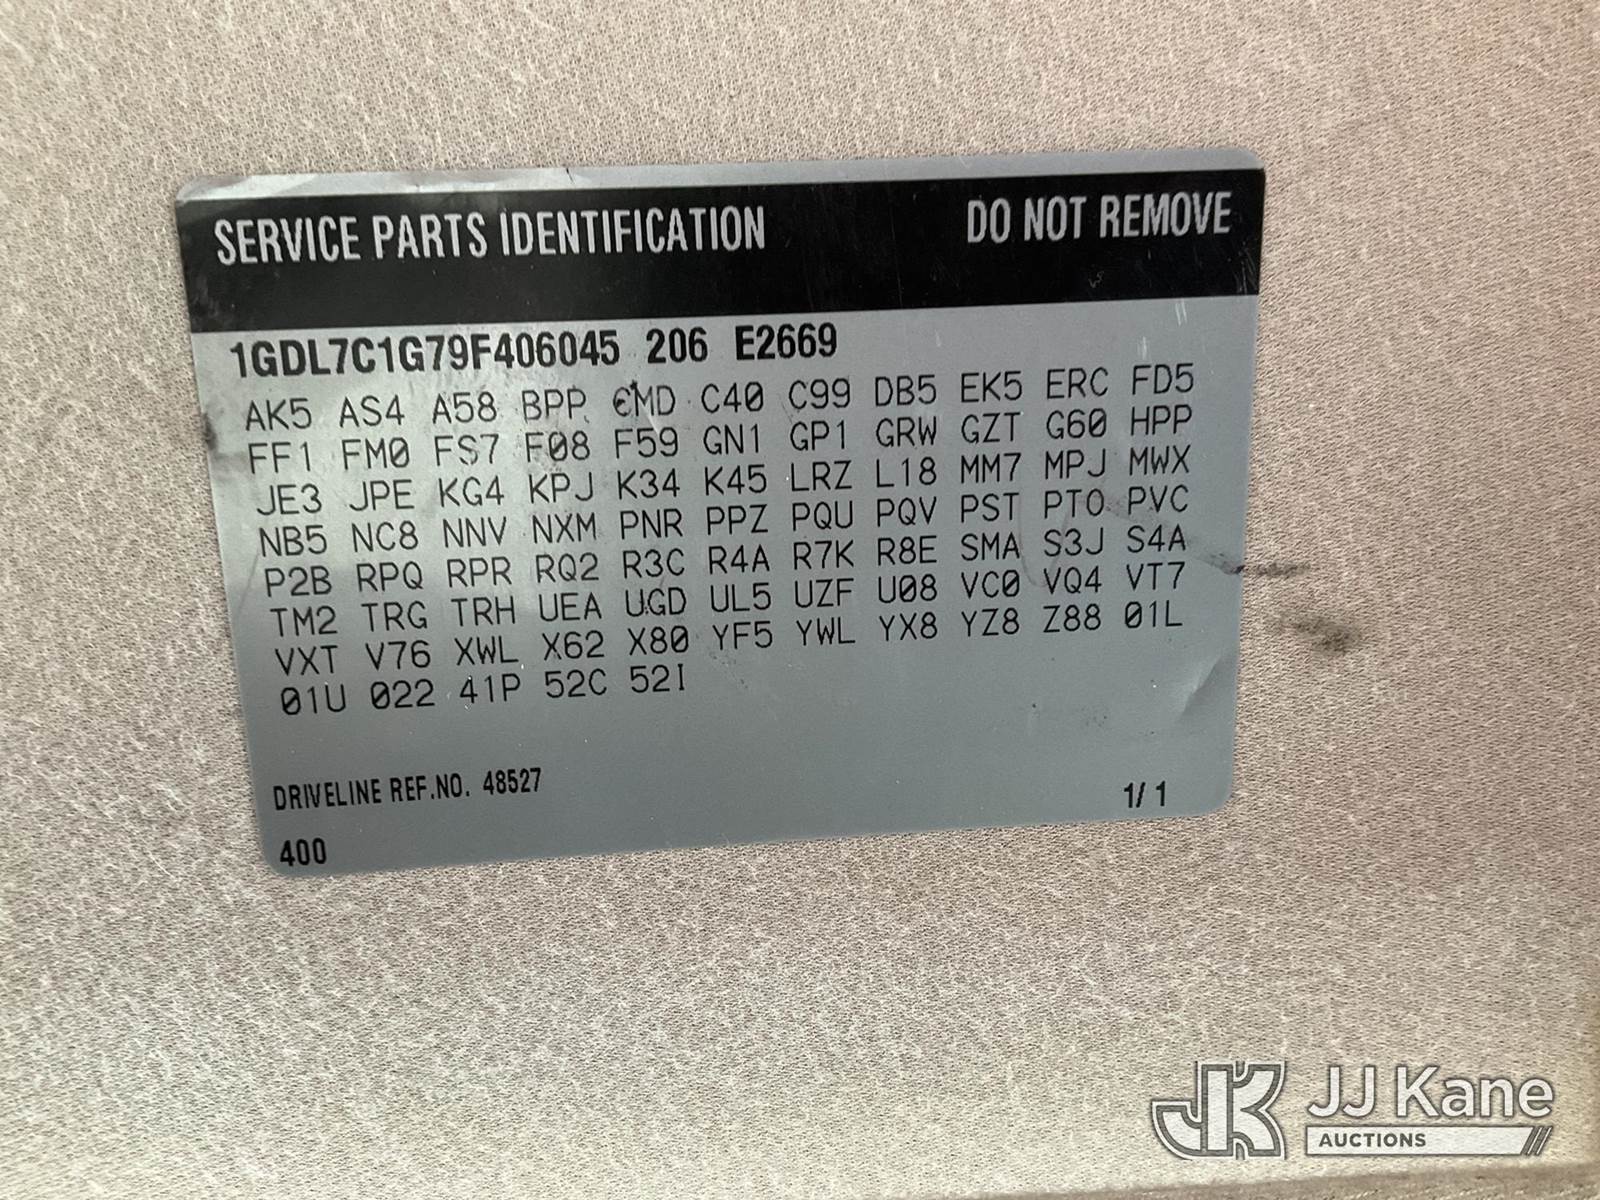 SERVICE PARTS IDENTIFICATION DO NOT REMOVE
1GDL7C1G79F406045 206 E2669
AK5 AS4 A58 BPP CMD C40 C99 DB5 EK5 ERC FD5
FF1 FM0 FS7 F08 F59 GN1 GP1 GRW GZT G60 HPP
JE3 JPE KG4 KPJ K34 K45 LRZ L18 MM7 MPJ MWX
NB5 NC8 NNV NXM PNR PPZ PQU PQV PST PTO PVC
P2B RPQ RPR RQ2 R3C R4A R7K R8E SMA S3J S4A
TM2 TRG TRH UEA UGD UL5 UZF U08 VC0 VQ4 VT7
VXT V76 XWL X62 X80 YF5 YWL YX8 YZ8 Z88 01L
01U 022 41P 52C 52I
DRIVELINE REF.NO. 48527
1/ 1
400
JK JJ Kane
AUCTIONS